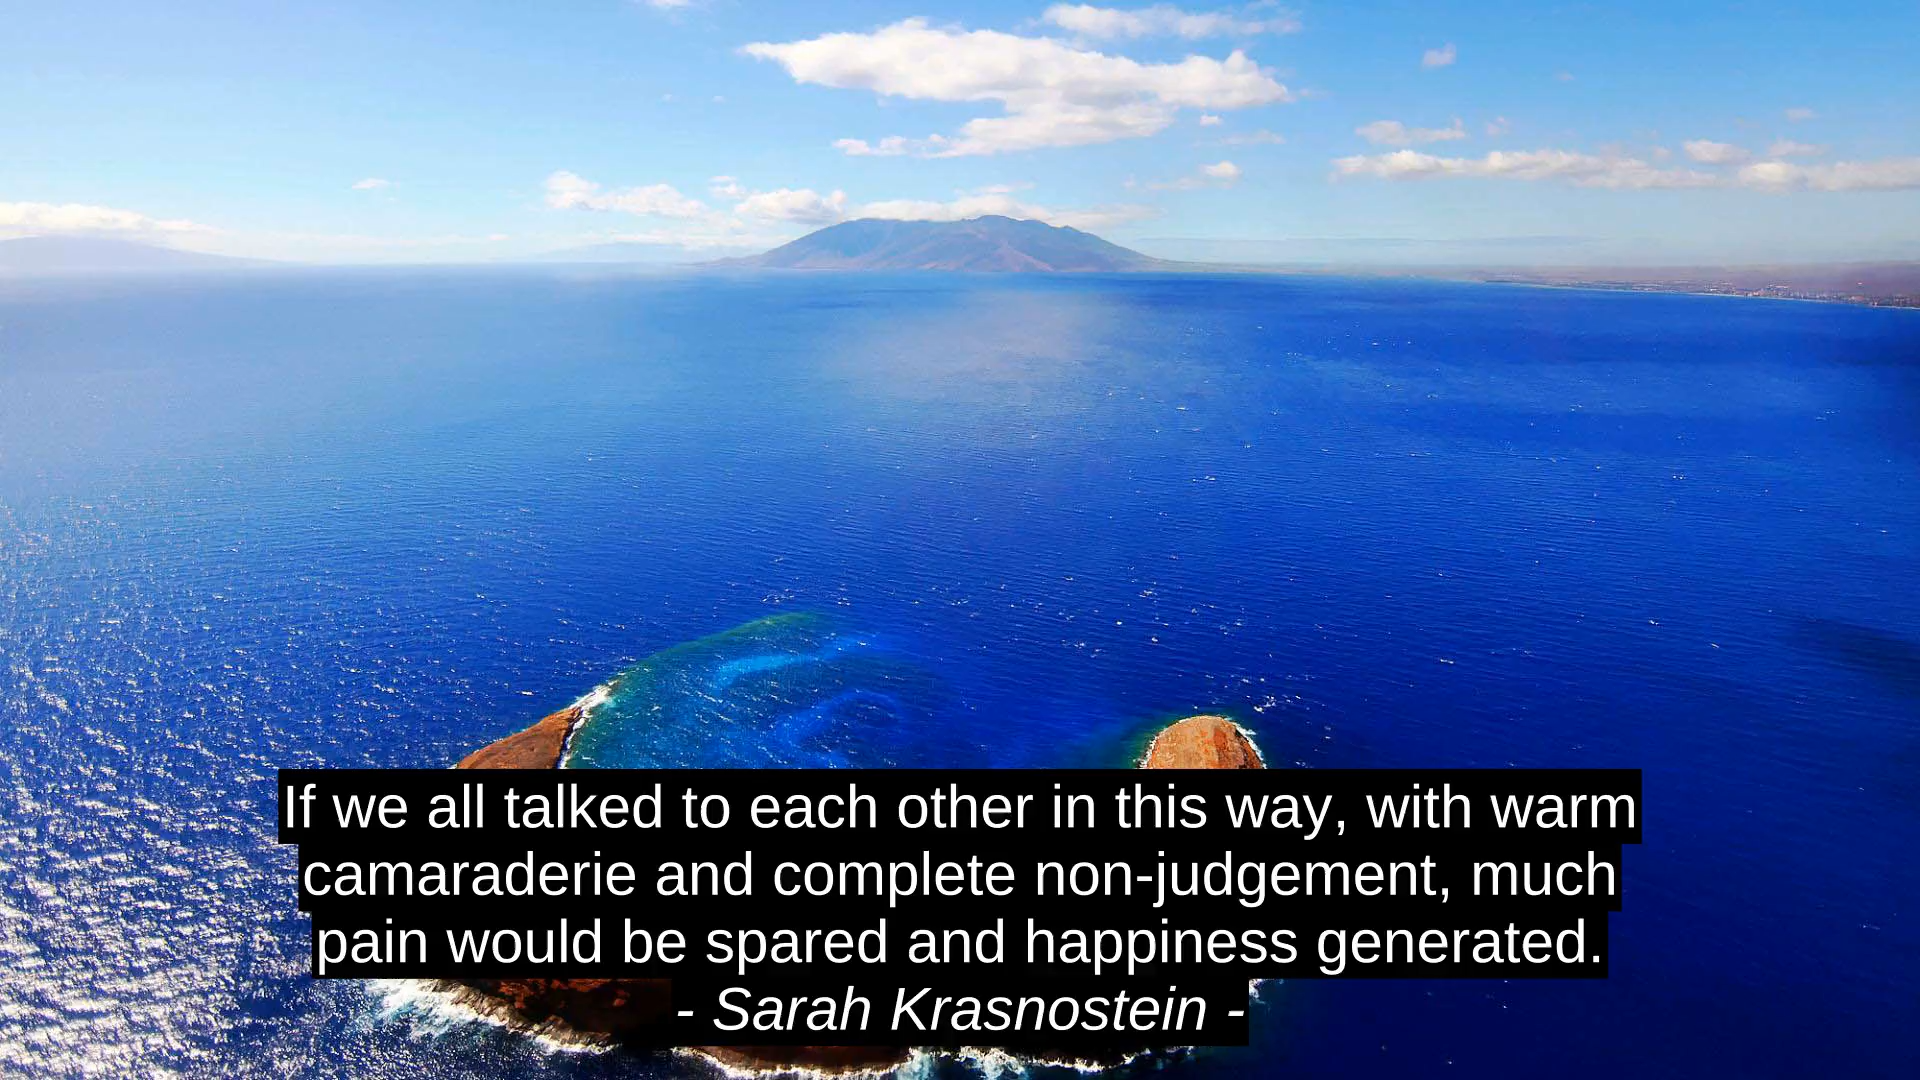 If we all talked to each other in this way, with warm
camaraderie and complete non-judgement, much
pain would be spared and happiness generated.
- Sarah Krasnostein -